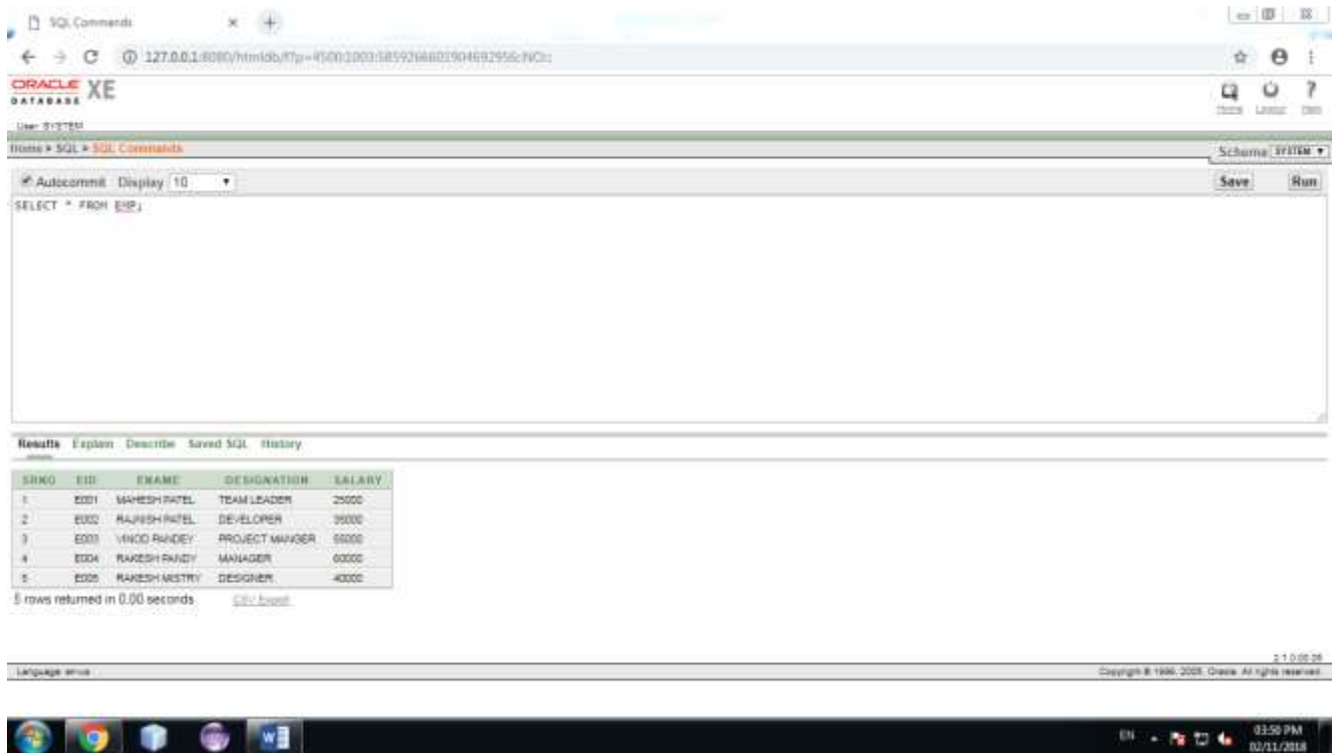 SQL Commands
127.0.0.1:8080/htmldb/f?p=4500:1003:5859266601904692956::NO::
ORACLE
DATABASE XE
User: SYSTEM
Home Logout Help
Home > SQL > SQL Commands
Schema SYSTEM
Autocommit Display 10
Save Run
SELECT * FROM EMP;
Results Explain Describe Saved SQL History
SRNO EID ENAME DESIGNATION SALARY
1 E001 MAHESH PATEL TEAM LEADER 25000
2 E002 RAJNISH PATEL DEVELOPER 35000
3 E003 VINOD PANDEY PROJECT MANGER 55000
4 E004 RAKESH PANDY MANAGER 60000
5 E005 RAKESH MISTRY DESIGNER 40000
5 rows returned in 0.00 seconds CSV Export
Language: en-us
Copyright © 1999, 2005, Oracle. All rights reserved.
EN
03:50 PM
02/11/2018